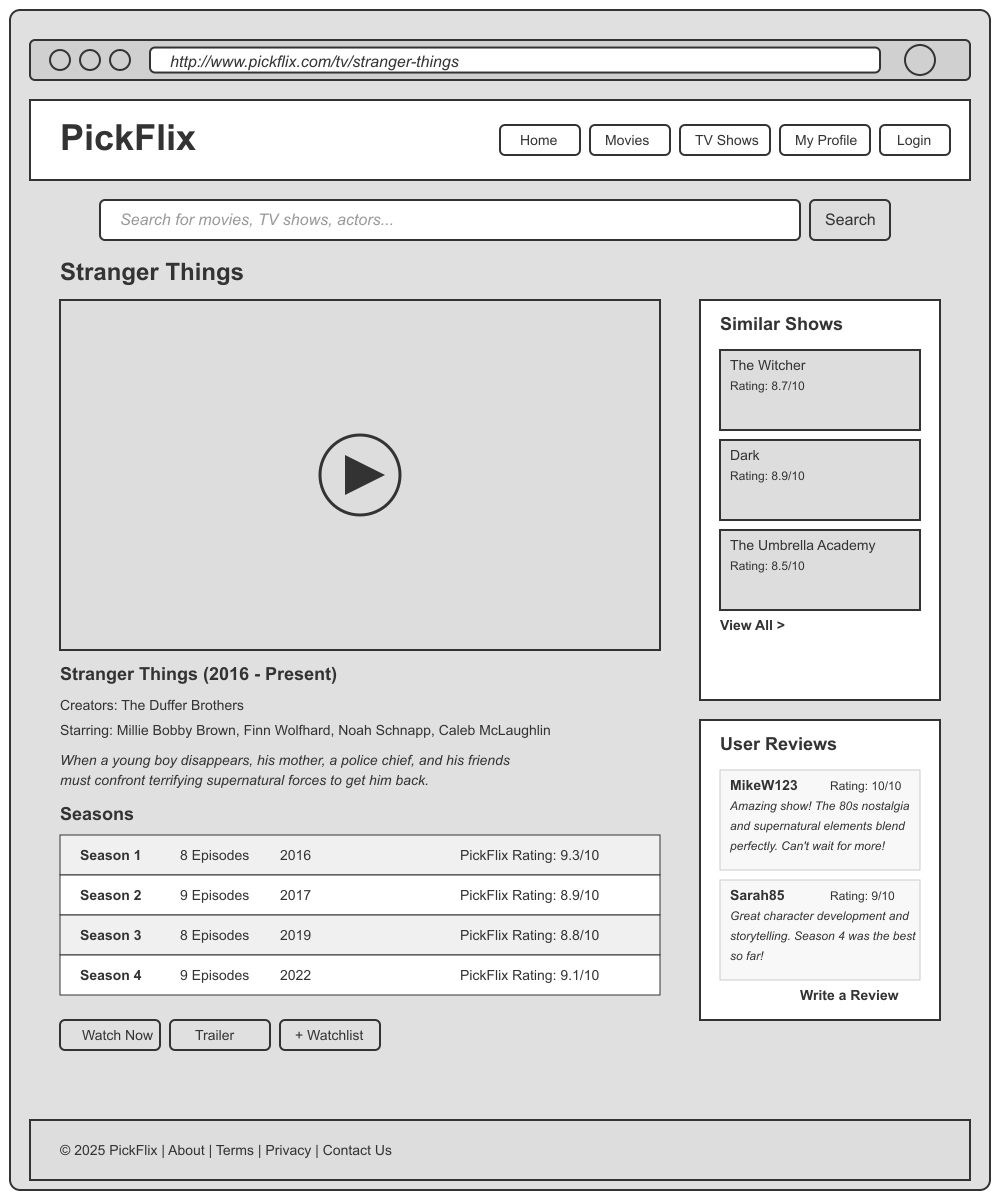 http://www.pickflix.com/tv/stranger-things
PickFlix
Home
Movies
TV Shows
My Profile
Login
Search for movies, TV shows, actors...
Search
Stranger Things
Stranger Things (2016 - Present)
Creators: The Duffer Brothers
Starring: Millie Bobby Brown, Finn Wolfhard, Noah Schnapp, Caleb McLaughlin
When a young boy disappears, his mother, a police chief, and his friends
must confront terrifying supernatural forces to get him back.
Seasons
Season 1 8 Episodes 2016 PickFlix Rating: 9.3/10
Season 2 9 Episodes 2017 PickFlix Rating: 8.9/10
Season 3 8 Episodes 2019 PickFlix Rating: 8.8/10
Season 4 9 Episodes 2022 PickFlix Rating: 9.1/10
Watch Now
Trailer
+ Watchlist
Similar Shows
The Witcher
Rating: 8.7/10
Dark
Rating: 8.9/10
The Umbrella Academy
Rating: 8.5/10
View All >
User Reviews
MikeW123 Rating: 10/10
Amazing show! The 80s nostalgia
and supernatural elements blend
perfectly. Can't wait for more!
Sarah85 Rating: 9/10
Great character development and
storytelling. Season 4 was the best
so far!
Write a Review
© 2025 PickFlix | About | Terms | Privacy | Contact Us